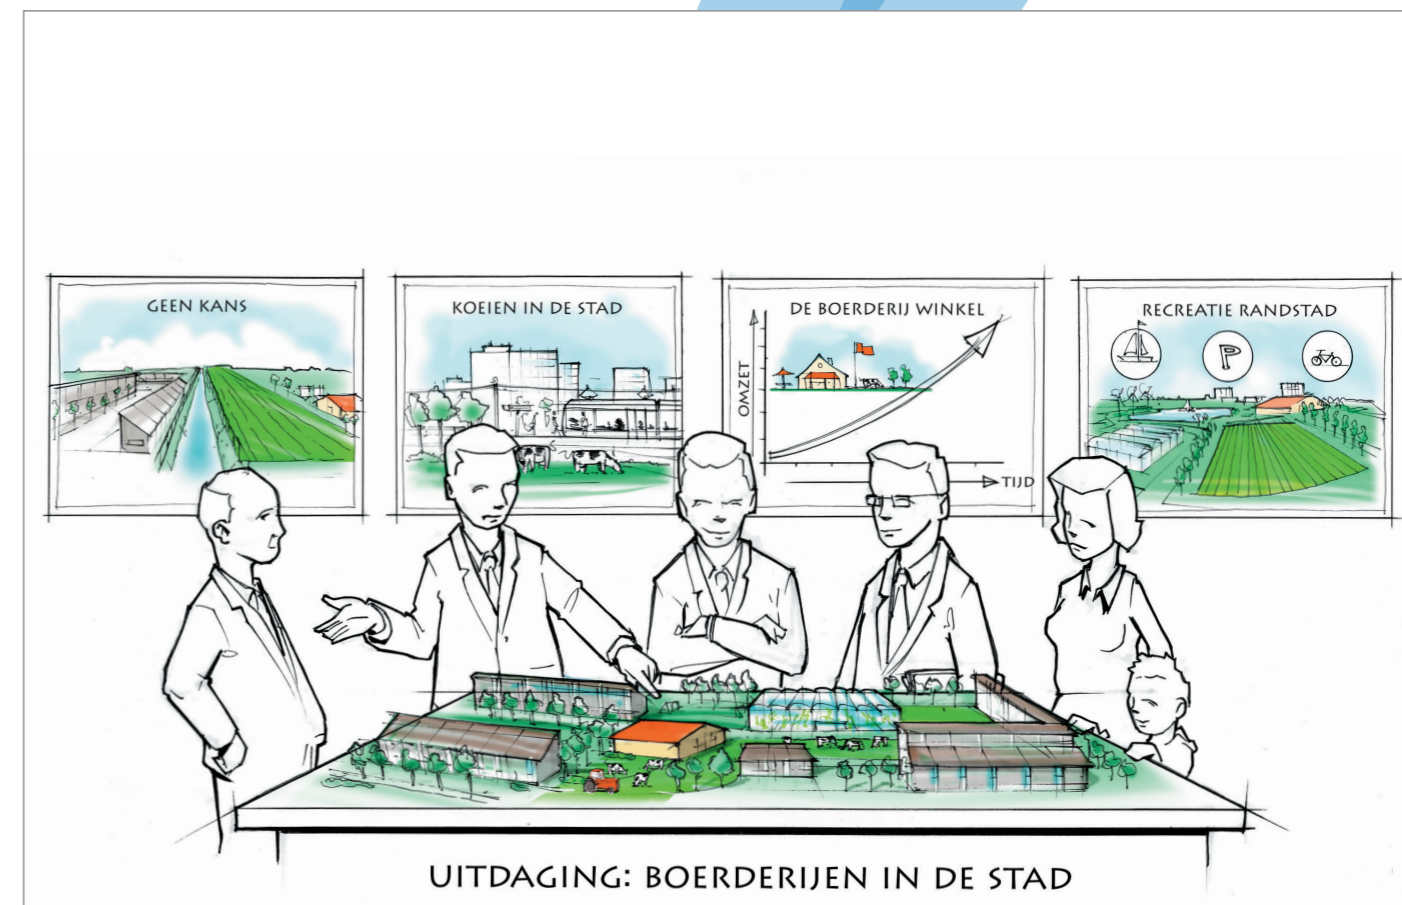 GEEN KANS
KOEIEN IN DE STAD
DE BOERDERIJ WINKEL
OMZET
TIJD
RECREATIE RANDSTAD
P
UITDAGING: BOERDERIJEN IN DE STAD